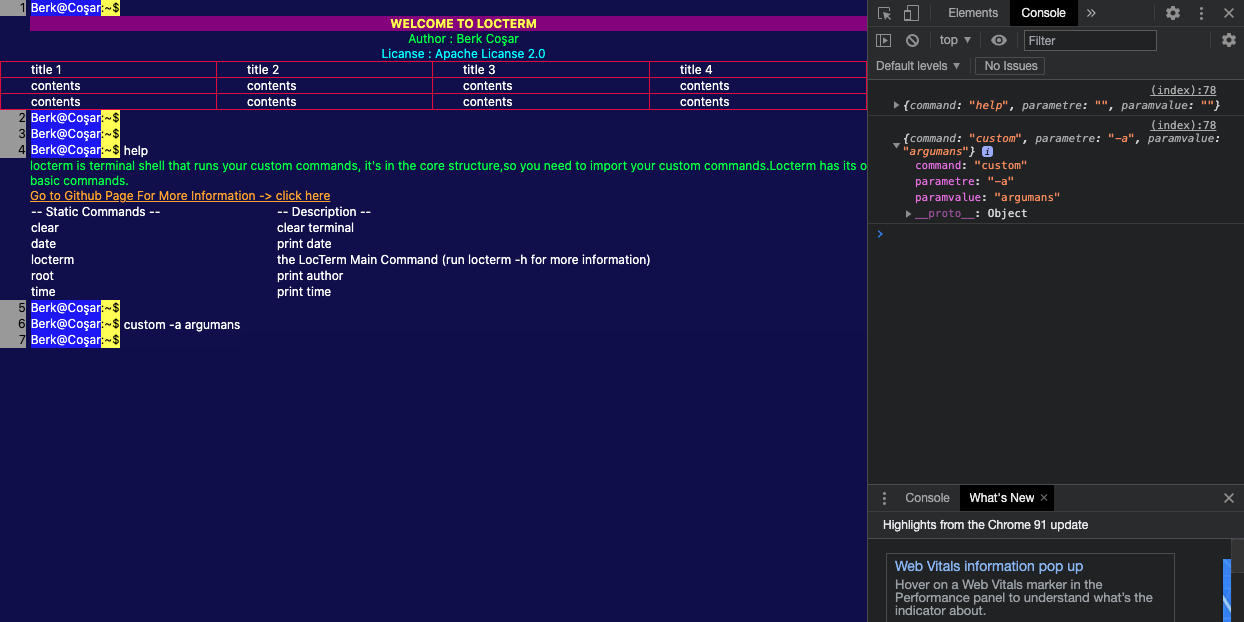 1 Berk@Coşar:~$
WELCOME TO LOCTERM
Author : Berk Coşar
Licanse : Apache Licanse 2.0
title 1 title 2 title 3 title 4
contents contents contents contents
contents contents contents contents
2 Berk@Coşar:~$
3 Berk@Coşar:~$
4 Berk@Coşar:~$ help
locterm is terminal shell that runs your custom commands, it's in the core structure,so you need to import your custom commands.Locterm has its o
basic commands.
Go to Github Page For More Information -> click here
-- Static Commands -- -- Description --
clear clear terminal
date print date
locterm the LocTerm Main Command (run locterm -h for more information)
root print author
time print time
5 Berk@Coşar:~$
6 Berk@Coşar:~$ custom -a argumans
7 Berk@Coşar:~$
Elements Console »
top ▼ Filter
Default levels ▼ No Issues
(index):78
▶ {command: "help", parametre: "", paramvalue: ""}
(index):78
▼ {command: "custom", parametre: "-a", paramvalue:
"argumans"} i
command: "custom"
parametre: "-a"
paramvalue: "argumans"
▶ __proto__: Object
>
Console What's New ×
Highlights from the Chrome 91 update
Web Vitals information pop up
Hover on a Web Vitals marker in the
Performance panel to understand what's the
indicator about.